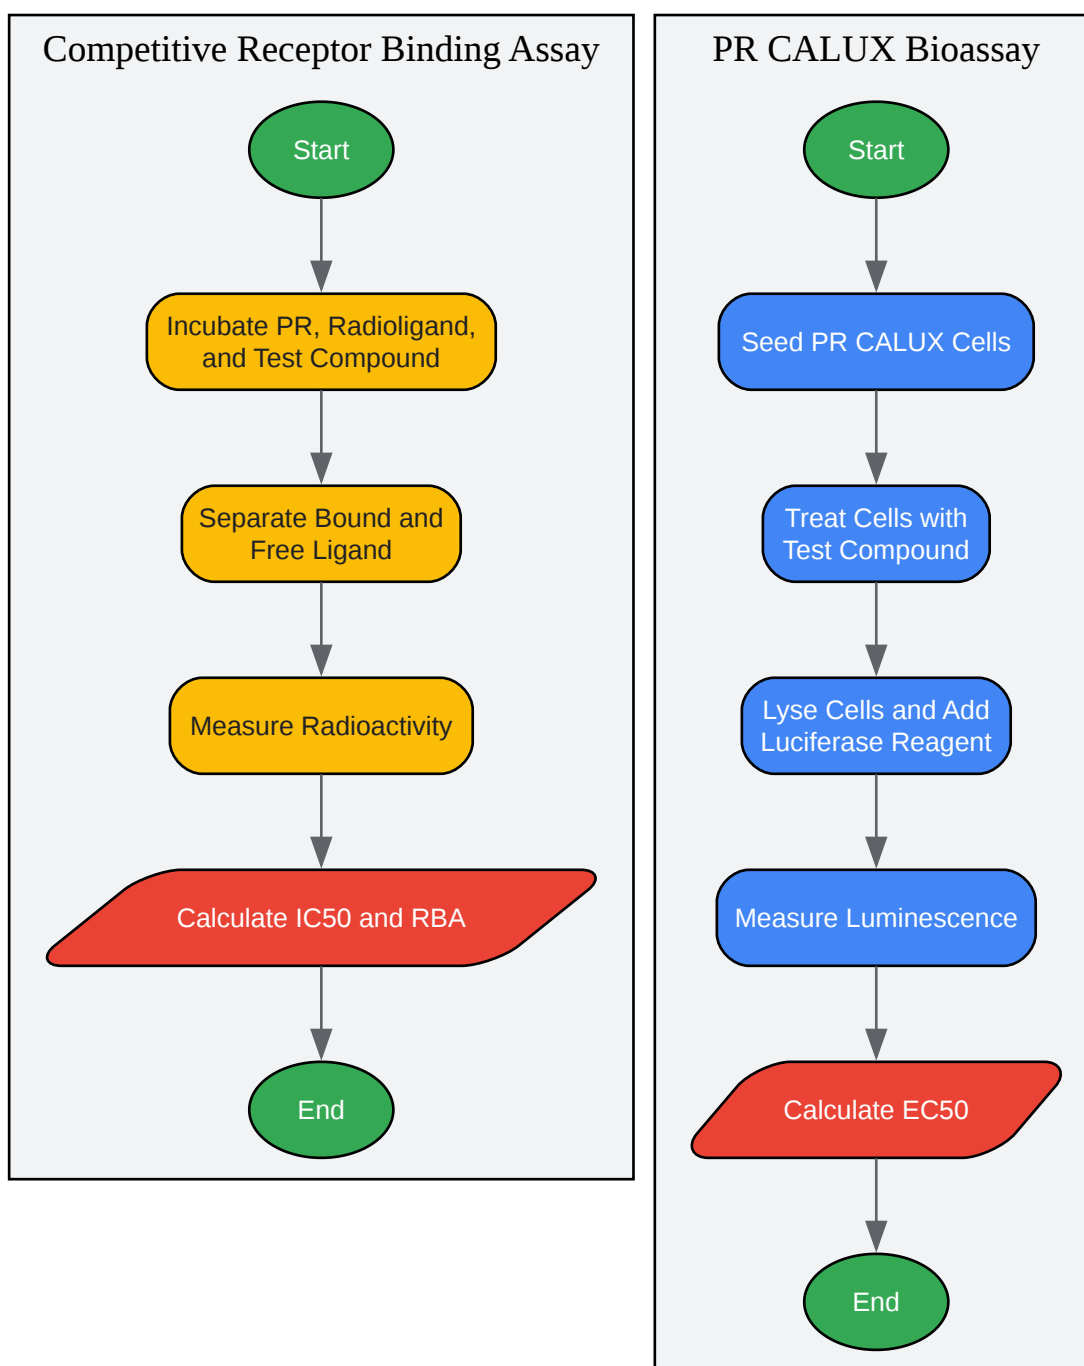 Competitive Receptor Binding Assay
Start
Incubate PR, Radioligand,
and Test Compound
Separate Bound and
Free Ligand
Measure Radioactivity
Calculate IC50 and RBA
End
PR CALUX Bioassay
Start
Seed PR CALUX Cells
Treat Cells with
Test Compound
Lyse Cells and Add
Luciferase Reagent
Measure Luminescence
Calculate EC50
End